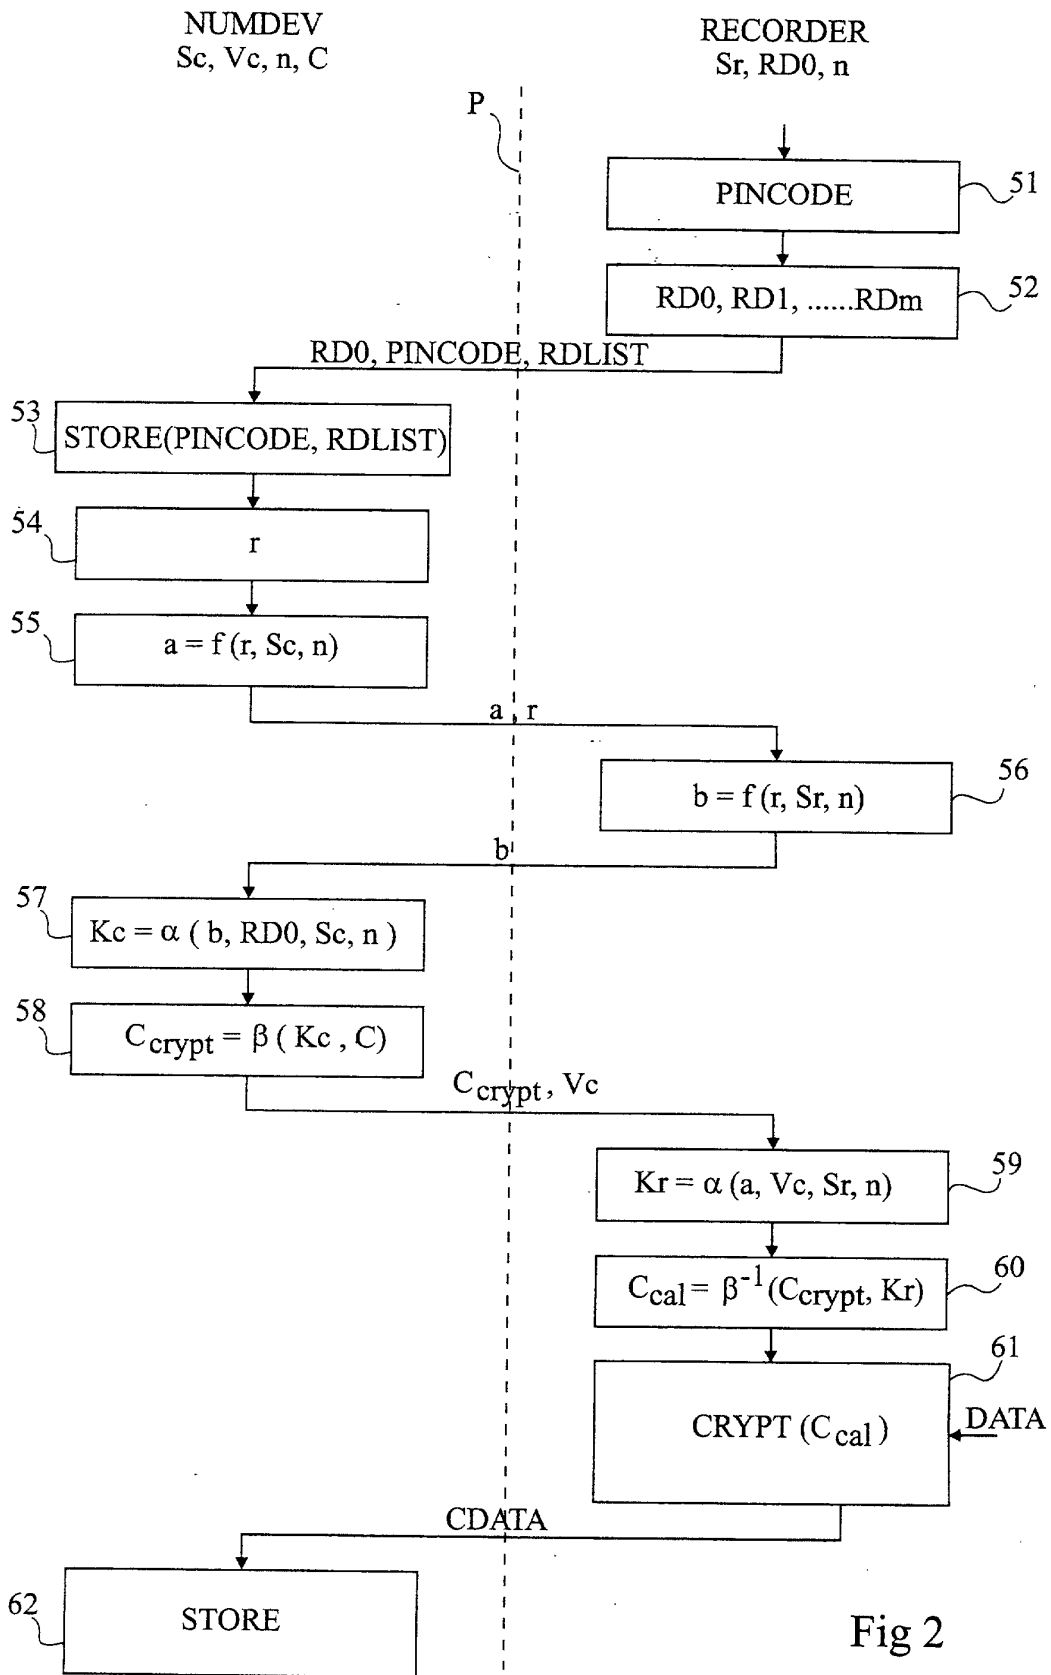 NUMDEV
Sc, Vc, n, C
RECORDER
Sr, RD0, n
P
PINCODE
51
RD0, RD1, ......RDm
52
RD0, PINCODE, RDLIST
53
STORE(PINCODE, RDLIST)
54
r
55
a = f (r, Sc, n)
a , r
b = f (r, Sr, n)
56
b
57
Kc = α ( b, RD0, Sc, n )
58
Ccrypt = β ( Kc , C)
Ccrypt , Vc
Kr = α (a, Vc, Sr, n)
59
Ccal = β-1 (Ccrypt, Kr)
60
61
CRYPT (Ccal )
DATA
CDATA
62
STORE
Fig 2